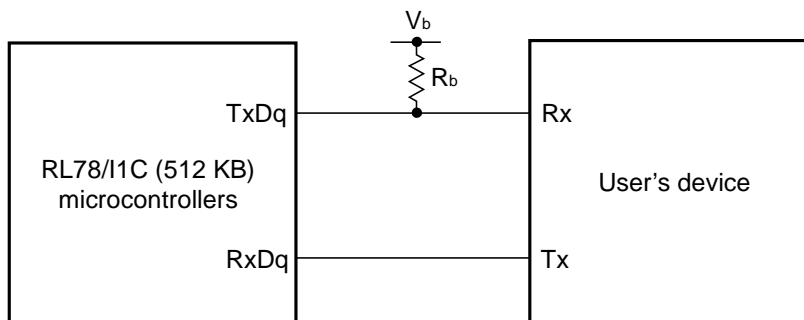 Vb
Rb
TxDq
Rx
RL78/I1C (512 KB)
microcontrollers
User's device
RxDq
Tx